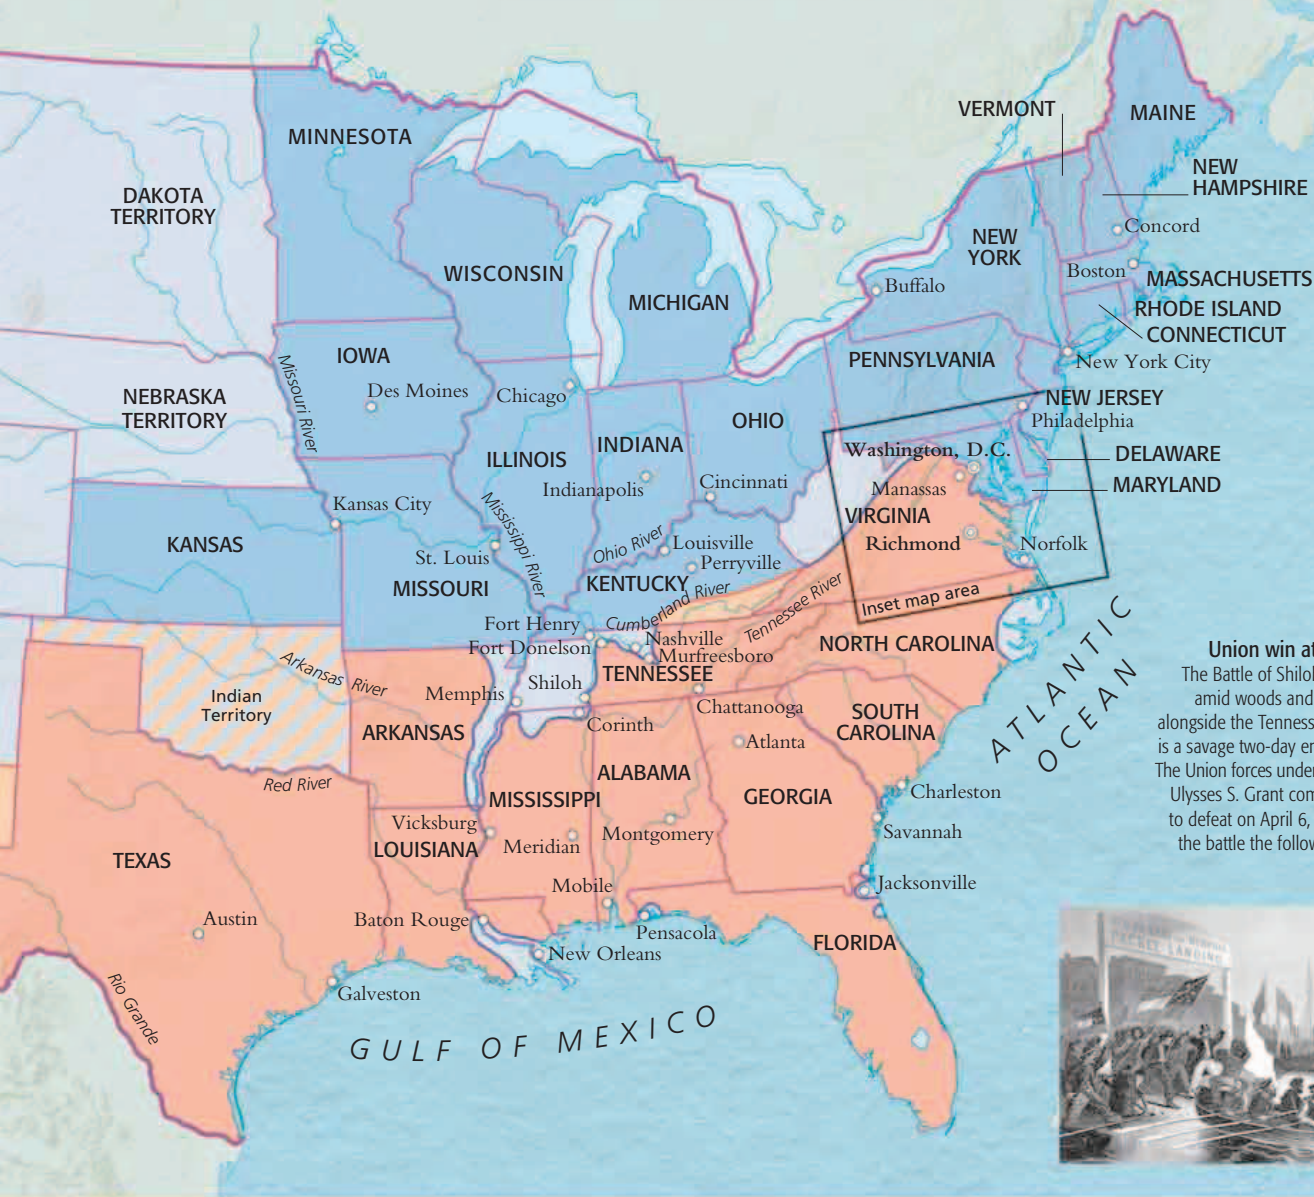 VERMONT
MAINE
MINNESOTA
NEW
HAMPSHIRE
DAKOTA
TERRITORY
Concord
NEW
YORK
WISCONSIN
Boston
MASSACHUSETTS
Buffalo
MICHIGAN
RHODE ISLAND
CONNECTICUT
IOWA
PENNSYLVANIA
New York City
Missouri River
Des Moines
Chicago
NEBRASKA
TERRITORY
NEW JERSEY
Philadelphia
OHIO
INDIANA
Washington, D.C.
DELAWARE
ILLINOIS
Indianapolis
Cincinnati
Manassas
MARYLAND
Kansas City
Mississippi River
VIRGINIA
Richmond
Norfolk
KANSAS
St. Louis
Ohio River
Louisville
Perryville
MISSOURI
KENTUCKY
Cumberland River
Tennessee River
Inset map area
Fort Henry
Fort Donelson
Nashville
Murfreesboro
NORTH CAROLINA
ATLANTIC
OCEAN
Arkansas River
Indian
Territory
Memphis
Shiloh
TENNESSEE
Chattanooga
ARKANSAS
Corinth
SOUTH
CAROLINA
Atlanta
Red River
ALABAMA
MISSISSIPPI
GEORGIA
Charleston
Vicksburg
LOUISIANA
Meridian
Montgomery
Savannah
TEXAS
Mobile
Jacksonville
Austin
Baton Rouge
Pensacola
New Orleans
FLORIDA
Rio Grande
Galveston
GULF OF MEXICO
Union win at
The Battle of Shiloh
amid woods and
alongside the Tenness
is a savage two-day en
The Union forces under
Ulysses S. Grant com
to defeat on April 6,
the battle the follow
LANDING